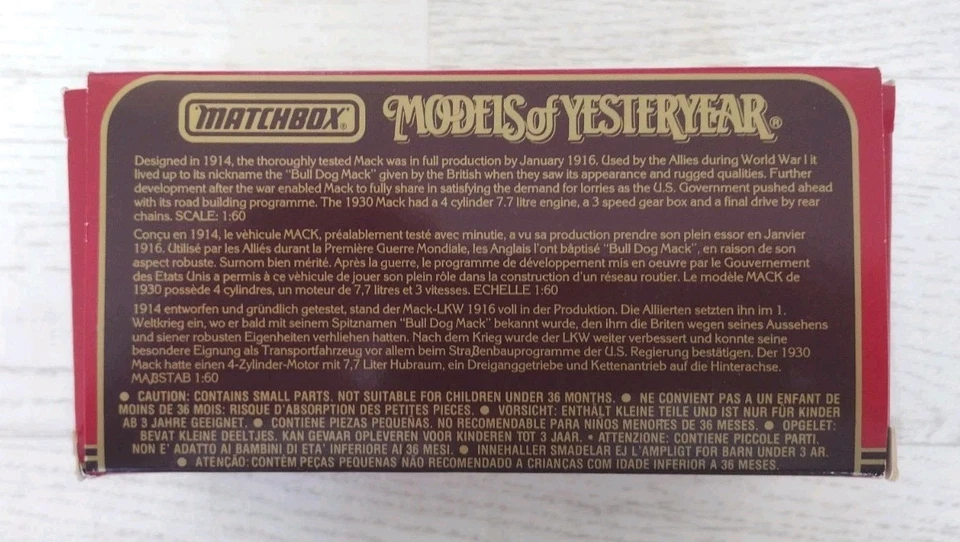 MATCHBOX® MODELS of YESTERYEAR®
Designed in 1914, the thoroughly tested Mack was in full production by January 1916. Used by the Allies during World War I it
lived up to its nickname the "Bull Dog Mack" given by the British when they saw its appearance and rugged qualities. Further
development after the war enabled Mack to fully share in satisfying the demand for lorries as the U.S. Government pushed ahead
with its road building programme. The 1930 Mack had a 4 cylinder 7.7 litre engine, a 3 speed gear box and a final drive by rear
chains. SCALE: 1:60
Conçu en 1914, le vèhicule MACK, préalablement testé avec minutie, a vu sa production prendre son plein essor en Janvier
1916. Utilisé par les Alliés durant la Première Guerre Mondiale, les Anglais l'ont bâptisé "Bull Dog Mack", en raison de son
aspect robuste. Surnom bien mérité. Après la guerre, le programme de développement mis en oeuvre par le Gouvernement
des Etats Unis a permis à ce vèhicule de jouer son plein rôle dans la construction d'un réseau routier. Le modèle MACK de
1930 possède 4 cylindres, un moteur de 7,7 litres et 3 vitesses. ECHELLE 1:60
1914 entworfen und gründlich getestet, stand der Mack-LKW 1916 voll in der Produktion. Die Alliierten setzten ihn im 1.
Weltkrieg ein, wo er bald mit seinem Spitznamen "Bull Dog Mack" bekannt wurde, den ihm die Briten wegen seines Aussehens
und siener robusten Eigenheiten verliehen hatten. Nach dem Krieg wurde der LKW weiter verbessert und konnte seine
besondere Eignung als Transportfahrzeug vor allem beim Straßenbauprogramme der U.S. Regierung bestätigen. Der 1930
Mack hatte einen 4-Zylinder-Motor mit 7,7 Liter Hubraum, ein Dreiganggetriebe und Kettenantrieb auf die Hinterachse.
MAßSTAB 1:60
● CAUTION: CONTAINS SMALL PARTS. NOT SUITABLE FOR CHILDREN UNDER 36 MONTHS. ● NE CONVIENT PAS A UN ENFANT DE
MOINS DE 36 MOIS: RISQUE D'ABSORPTION DES PETITES PIECES. ● VORSICHT: ENTHÄLT KLEINE TEILE UND IST NUR FÜR KINDER
AB 3 JAHRE GEEIGNET. ● CONTIENE PIEZAS PEQUEÑAS. NO RECOMENDABLE PARA NIÑOS MENORES DE 36 MESES. ● OPGELET:
BEVAT KLEINE DEELTJES. KAN GEVAAR OPLEVEREN VOOR KINDEREN TOT 3 JAAR. • ATTENZIONE: CONTIENE PICCOLE PARTI.
NON E' ADATTO AI BAMBINI DI ETA' INFERIORE AI 36 MESI. ● INNEHALLER SMADELAR EJ LAMPLIGT FOR BARN UNDER 3 AR.
● ATENÇÃO: CONTÉM PEÇAS PEQUENAS NÃO RECOMENDADO A CRIANÇAS COM IDADE INFERIOR A 36 MESES.